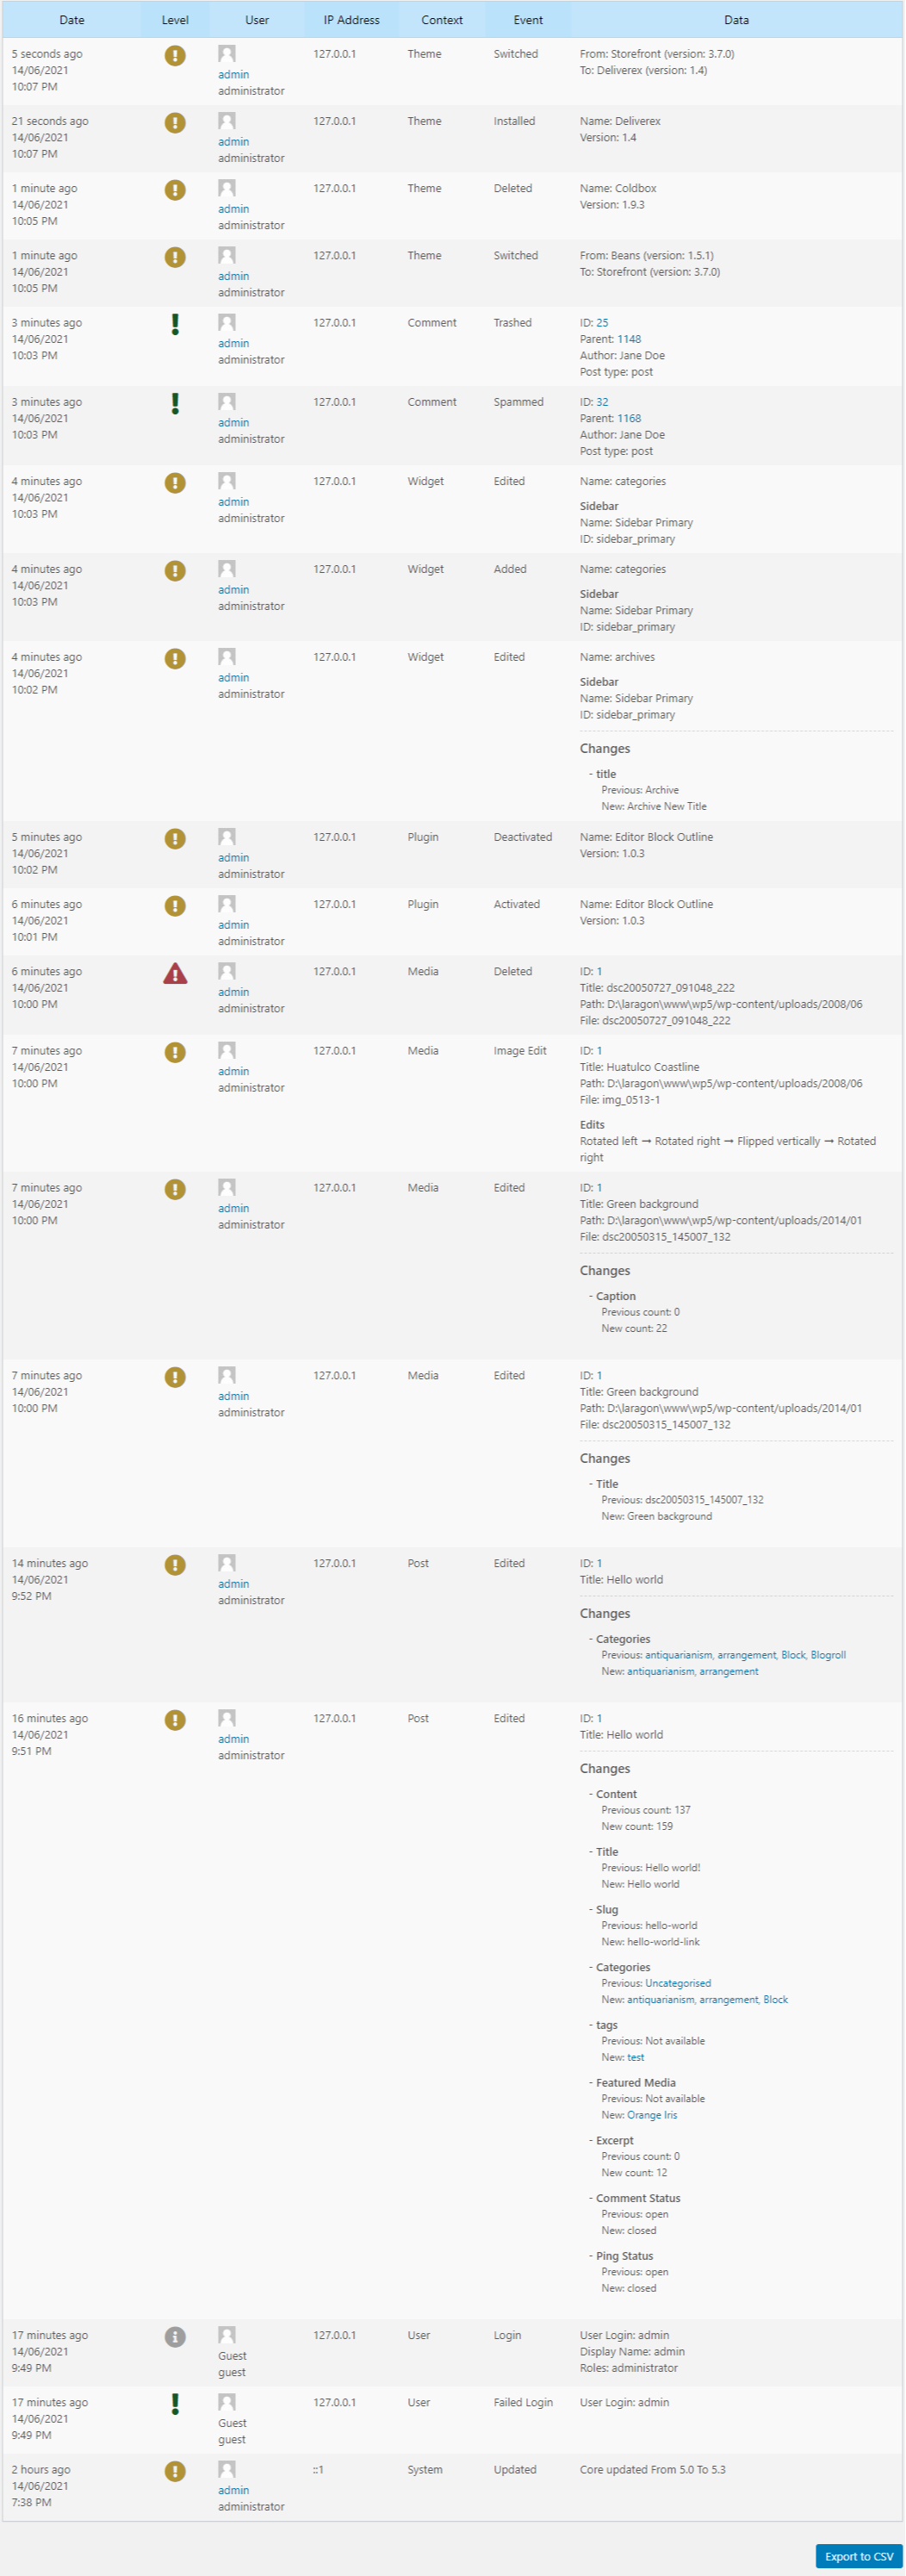 Date Level User IP Address Context Event Data
5 seconds ago 127.0.0.1 Theme Switched From: Storefront (version: 3.7.0)
14/06/2021 admin To: Deliverex (version: 1.4)
10:07 PM administrator
21 seconds ago 127.0.0.1 Theme Installed Name: Deliverex
14/06/2021 admin Version: 1.4
10:07 PM administrator
1 minute ago 127.0.0.1 Theme Deleted Name: Coldbox
14/06/2021 admin Version: 1.9.3
10:05 PM administrator
1 minute ago 127.0.0.1 Theme Switched From: Beans (version: 1.5.1)
14/06/2021 admin To: Storefront (version: 3.7.0)
10:05 PM administrator
3 minutes ago 127.0.0.1 Comment Trashed ID: 25
14/06/2021 admin Parent: 1148
10:03 PM administrator Author: Jane Doe
Post type: post
3 minutes ago 127.0.0.1 Comment Spammed ID: 32
14/06/2021 admin Parent: 1168
10:03 PM administrator Author: Jane Doe
Post type: post
4 minutes ago 127.0.0.1 Widget Edited Name: categories
14/06/2021 admin Sidebar
10:03 PM administrator Name: Sidebar Primary
ID: sidebar_primary
4 minutes ago 127.0.0.1 Widget Added Name: categories
14/06/2021 admin Sidebar
10:03 PM administrator Name: Sidebar Primary
ID: sidebar_primary
4 minutes ago 127.0.0.1 Widget Edited Name: archives
14/06/2021 admin Sidebar
10:02 PM administrator Name: Sidebar Primary
ID: sidebar_primary
Changes
- title
Previous: Archive
New: Archive New Title
5 minutes ago 127.0.0.1 Plugin Deactivated Name: Editor Block Outline
14/06/2021 admin Version: 1.0.3
10:02 PM administrator
6 minutes ago 127.0.0.1 Plugin Activated Name: Editor Block Outline
14/06/2021 admin Version: 1.0.3
10:01 PM administrator
6 minutes ago 127.0.0.1 Media Deleted ID: 1
14/06/2021 admin Title: dsc20050727_091048_222
10:00 PM administrator Path: D:\laragon\www\wp5/wp-content/uploads/2008/06
File: dsc20050727_091048_222
7 minutes ago 127.0.0.1 Media Image Edit ID: 1
14/06/2021 admin Title: Huatulco Coastline
10:00 PM administrator Path: D:\laragon\www\wp5/wp-content/uploads/2008/06
File: img_0513-1
Edits
Rotated left → Rotated right → Flipped vertically → Rotated
right
7 minutes ago 127.0.0.1 Media Edited ID: 1
14/06/2021 admin Title: Green background
10:00 PM administrator Path: D:\laragon\www\wp5/wp-content/uploads/2014/01
File: dsc20050315_145007_132
Changes
- Caption
Previous count: 0
New count: 22
7 minutes ago 127.0.0.1 Media Edited ID: 1
14/06/2021 admin Title: Green background
10:00 PM administrator Path: D:\laragon\www\wp5/wp-content/uploads/2014/01
File: dsc20050315_145007_132
Changes
- Title
Previous: dsc20050315_145007_132
New: Green background
14 minutes ago 127.0.0.1 Post Edited ID: 1
14/06/2021 admin Title: Hello world
9:52 PM administrator
Changes
- Categories
Previous: antiquarianism, arrangement, Block, Blogroll
New: antiquarianism, arrangement
16 minutes ago 127.0.0.1 Post Edited ID: 1
14/06/2021 admin Title: Hello world
9:51 PM administrator
Changes
- Content
Previous count: 137
New count: 159
- Title
Previous: Hello world!
New: Hello world
- Slug
Previous: hello-world
New: hello-world-link
- Categories
Previous: Uncategorised
New: antiquarianism, arrangement, Block
- tags
Previous: Not available
New: test
- Featured Media
Previous: Not available
New: Orange Iris
- Excerpt
Previous count: 0
New count: 12
- Comment Status
Previous: open
New: closed
- Ping Status
Previous: open
New: closed
17 minutes ago 127.0.0.1 User Login User Login: admin
14/06/2021 Guest Display Name: admin
9:49 PM guest Roles: administrator
17 minutes ago 127.0.0.1 User Failed Login User Login: admin
14/06/2021 Guest
9:49 PM guest
2 hours ago ::1 System Updated Core updated From 5.0 To 5.3
14/06/2021 admin
7:38 PM administrator
Export to CSV